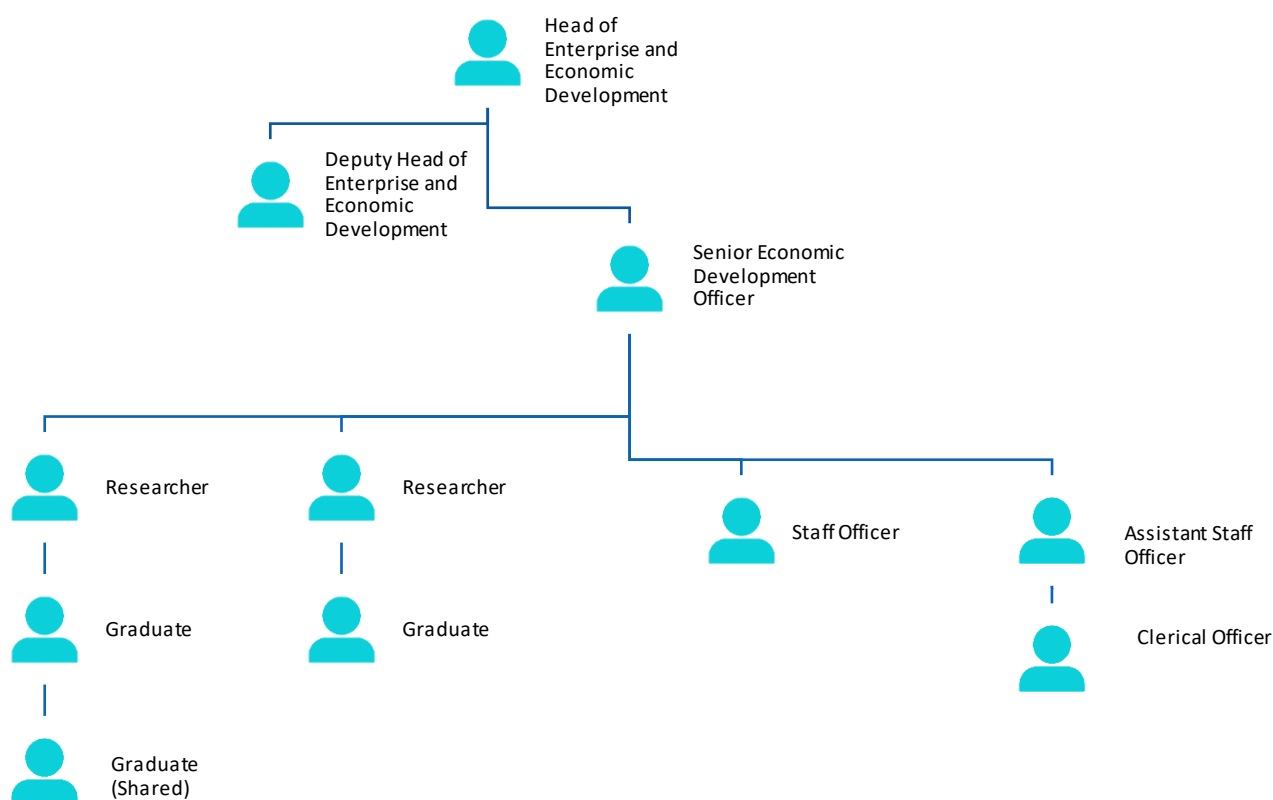 Head of
Enterprise and
Economic
Development
Deputy Head of
Enterprise and
Economic
Development
Senior Economic
Development
Officer
Researcher
Researcher
Staff Officer
Assistant Staff
Officer
Graduate
Graduate
Clerical Officer
Graduate
(Shared)